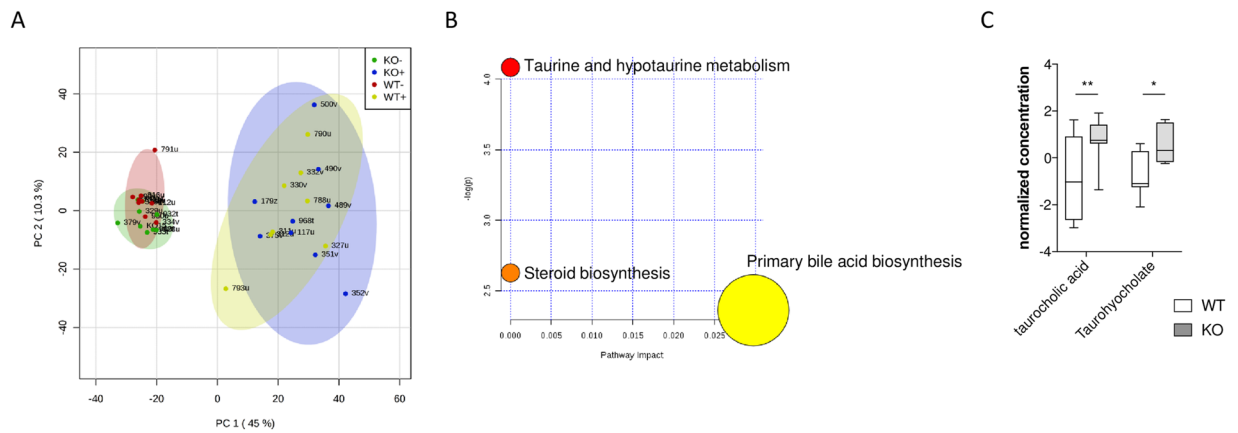 A
KO-
KO+
WT-
WT+
500v
790u
791u
332v
490v
330v
179z
788u
489v
968t
117u
327u
351v
352v
793u
379v
334v
40
20
0
-20
-40
PC 2 ( 10.3 %)
-40
-20
0
20
40
60
PC 1 ( 45 %)
B
Taurine and hypotaurine metabolism
Steroid biosynthesis
Primary bile acid biosynthesis
4.0
3.5
3.0
2.5
-log(p)
0.000
0.005
0.010
0.015
0.020
0.025
Pathway Impact
C
4
2
0
-2
-4
normalized concentration
**
*
taurocholic acid
Taurohyocholate
WT
KO